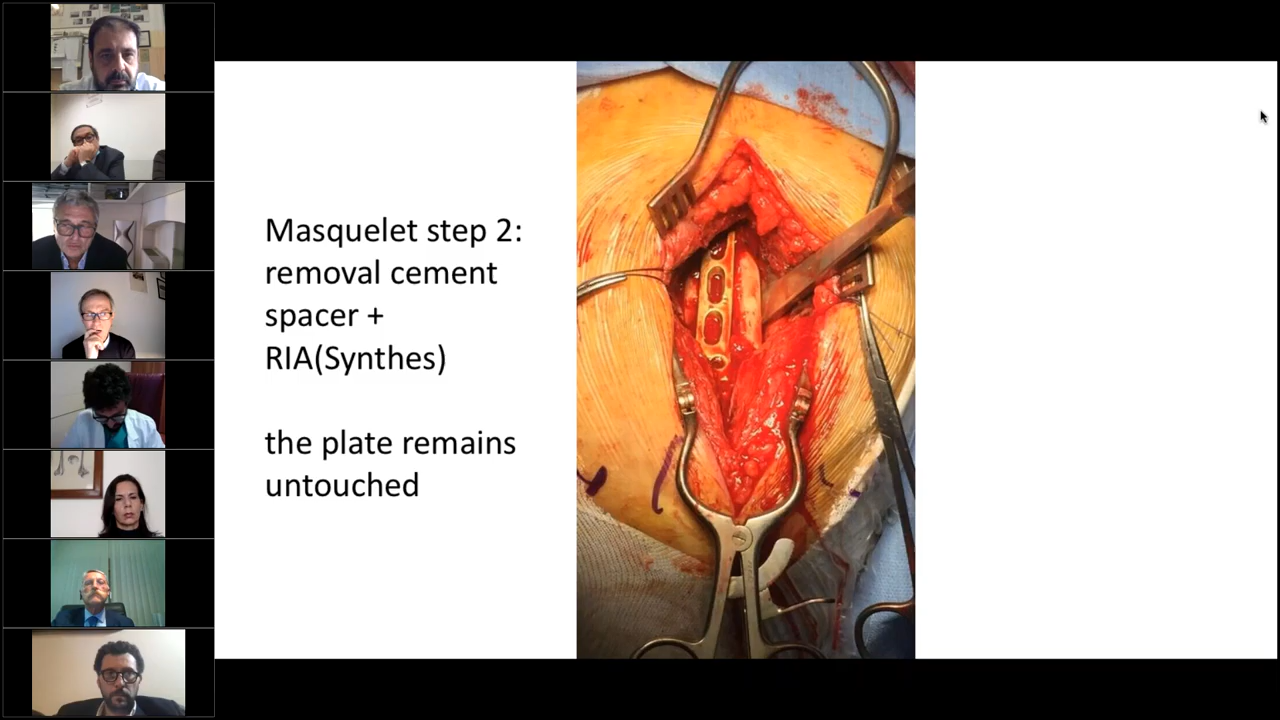 Masquelet step 2:
removal cement
spacer +
RIA(Synthes)
the plate remains
untouched